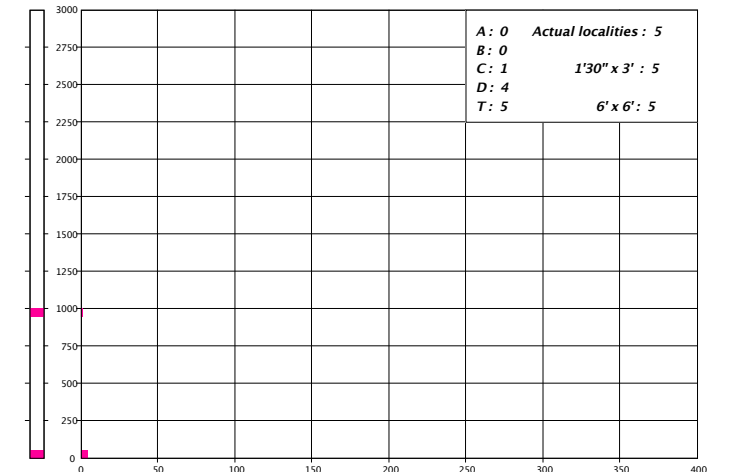 3000
A : 0 Actual localities : 5
2750
B : 0
C : 1 1'30" x 3' : 5
2500
D : 4
T : 5 6' x 6' : 5
2250
2000
1750
1500
1250
1000
750
500
250
0
0 50 100 150 200 250 300 350 400